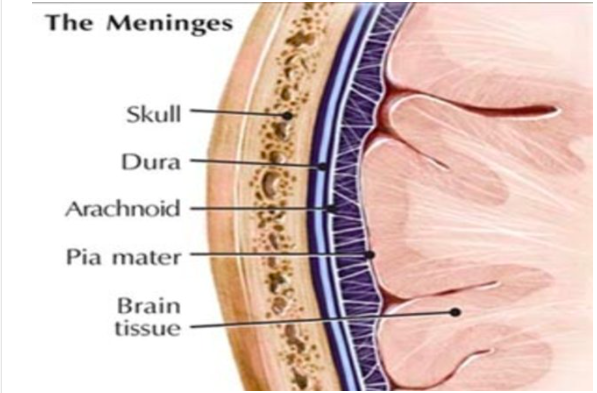 The Meninges
Skull
Dura
Arachnoid
Pia mater
Brain
tissue